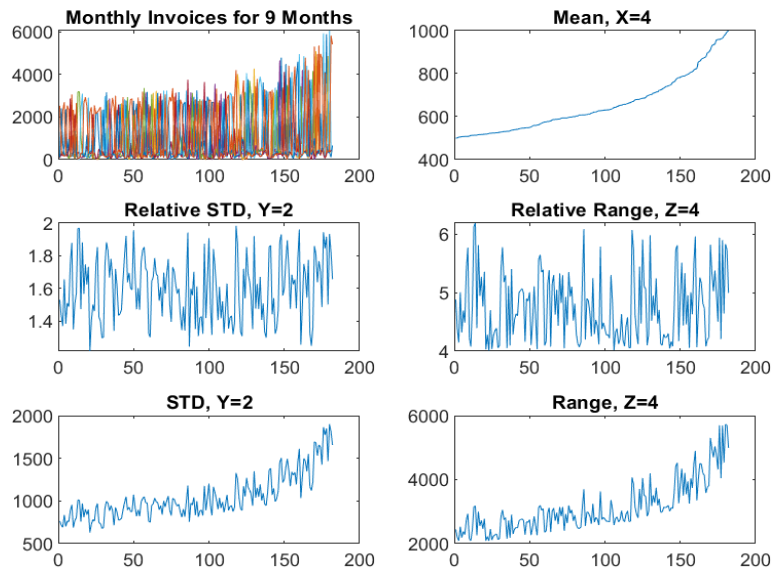 Monthly Invoices for 9 Months
6000
4000
2000
0
0 50 100 150 200
Mean, X=4
1000
800
600
400
0 50 100 150 200
Relative STD, Y=2
2
1.8
1.6
1.4
0 50 100 150 200
Relative Range, Z=4
6
5
4
0 50 100 150 200
STD, Y=2
2000
1500
1000
500
0 50 100 150 200
Range, Z=4
6000
4000
2000
0 50 100 150 200